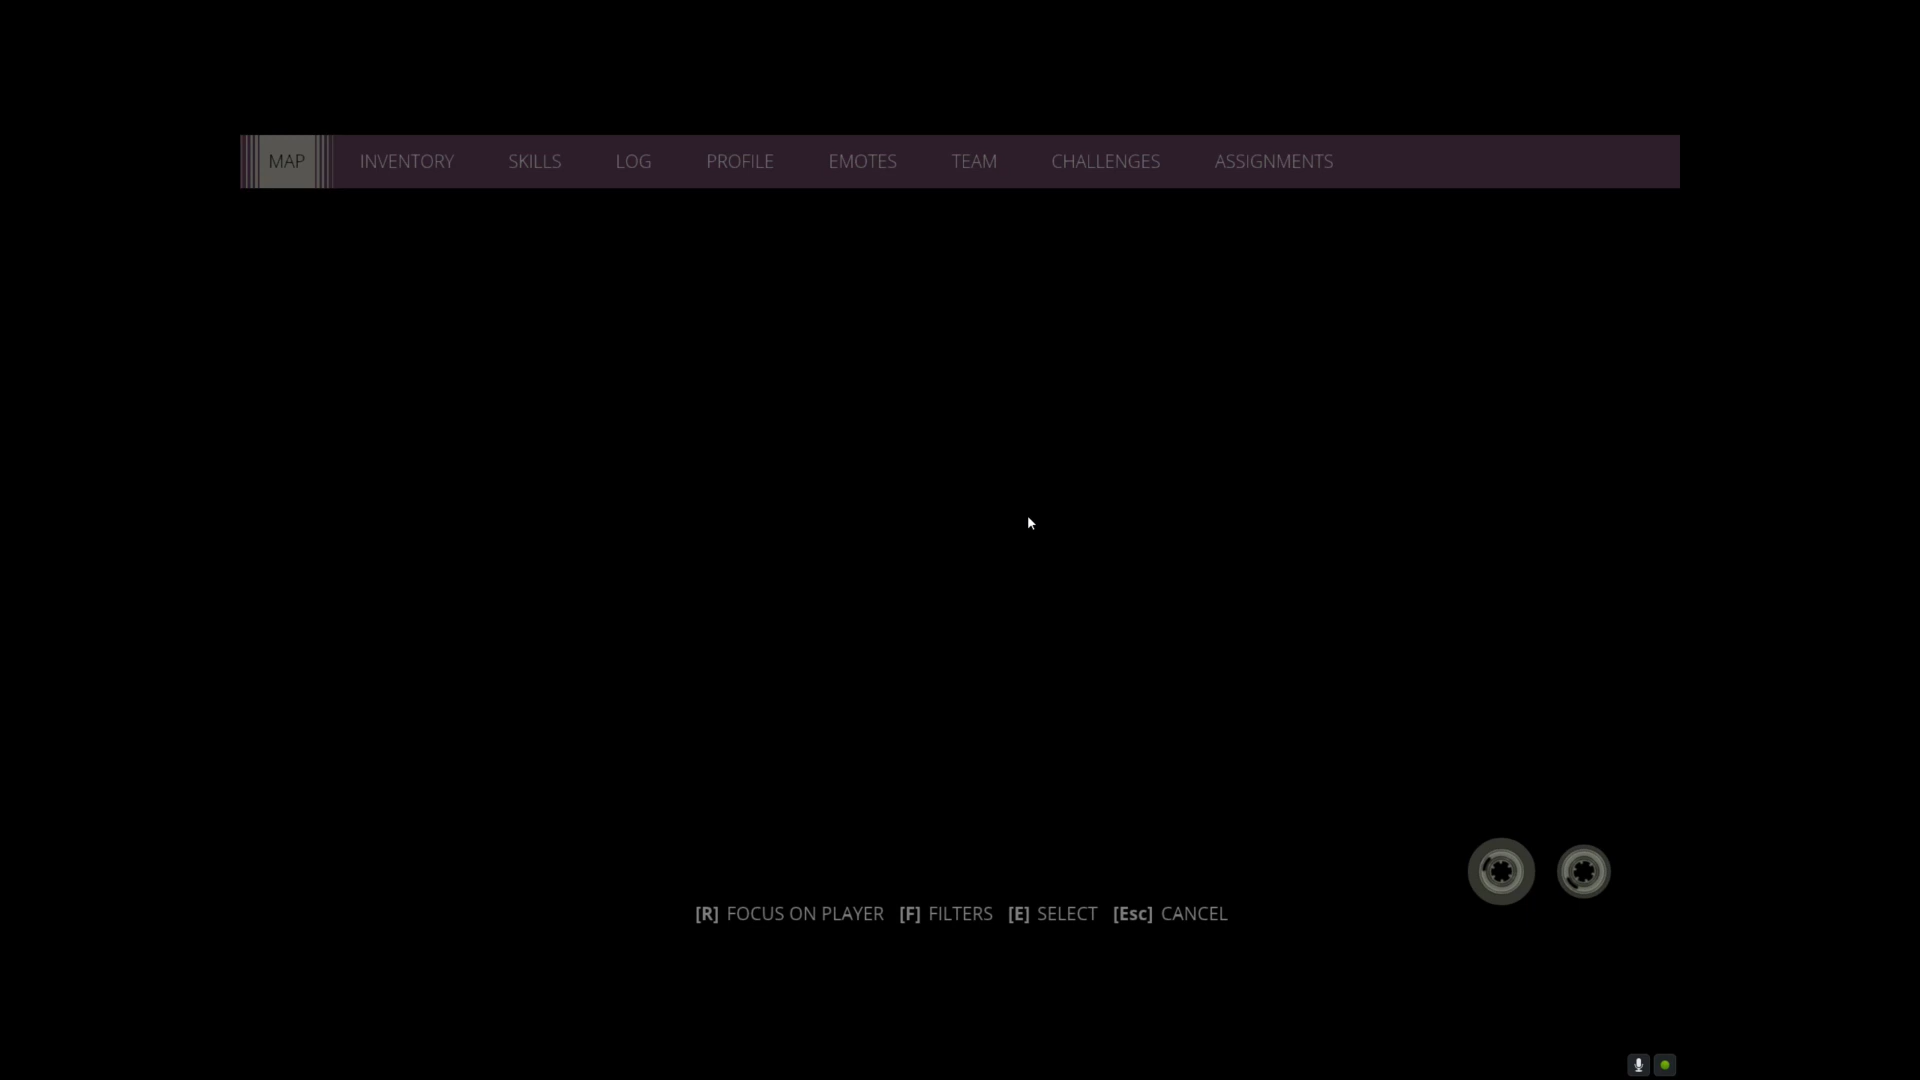 MAP INVENTORY SKILLS LOG PROFILE EMOTES TEAM CHALLENGES ASSIGNMENTS
[R] FOCUS ON PLAYER [F] FILTERS [E] SELECT [Esc] CANCEL